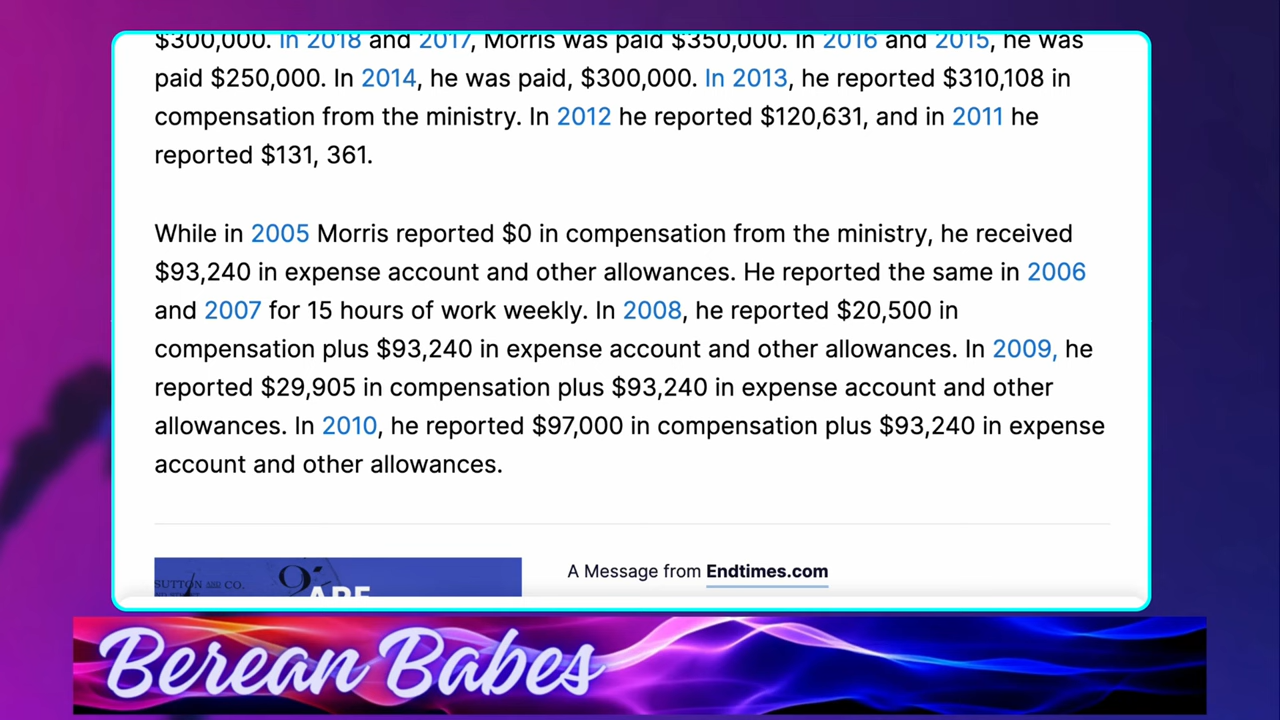 $300,000. In 2018 and 2017, Morris was paid $350,000. In 2016 and 2015, he was
paid $250,000. In 2014, he was paid, $300,000. In 2013, he reported $310,108 in
compensation from the ministry. In 2012 he reported $120,631, and in 2011 he
reported $131, 361.
While in 2005 Morris reported $0 in compensation from the ministry, he received
$93,240 in expense account and other allowances. He reported the same in 2006
and 2007 for 15 hours of work weekly. In 2008, he reported $20,500 in
compensation plus $93,240 in expense account and other allowances. In 2009, he
reported $29,905 in compensation plus $93,240 in expense account and other
allowances. In 2010, he reported $97,000 in compensation plus $93,240 in expense
account and other allowances.
A Message from Endtimes.com
SUTTON AND CO.
ARE
Berean Babes